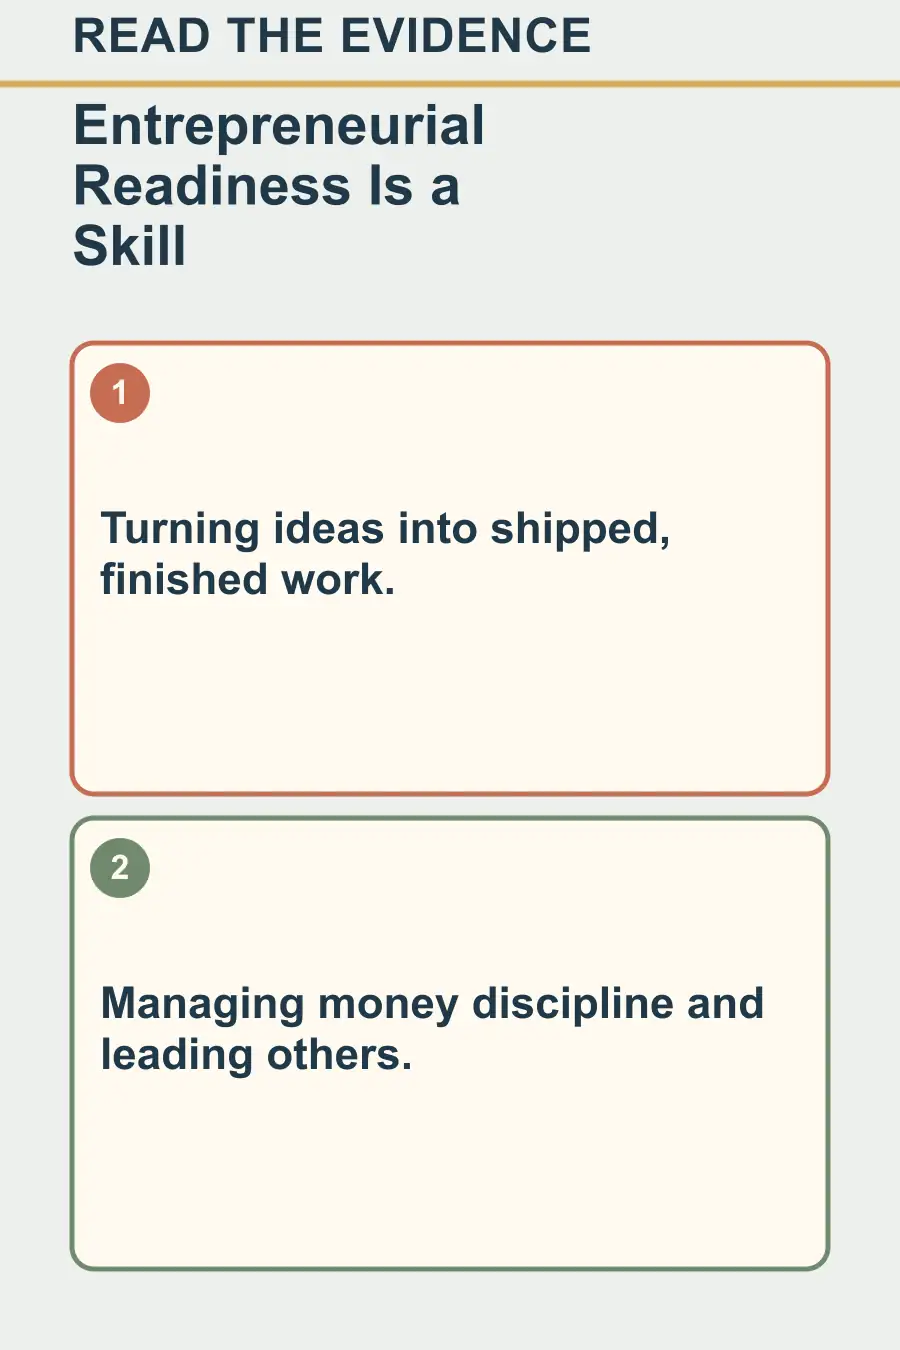 READ THE EVIDENCE
Entrepreneurial
Readiness Is a
Skill
1
Turning ideas into shipped,
finished work.
2
Managing money discipline and
leading others.